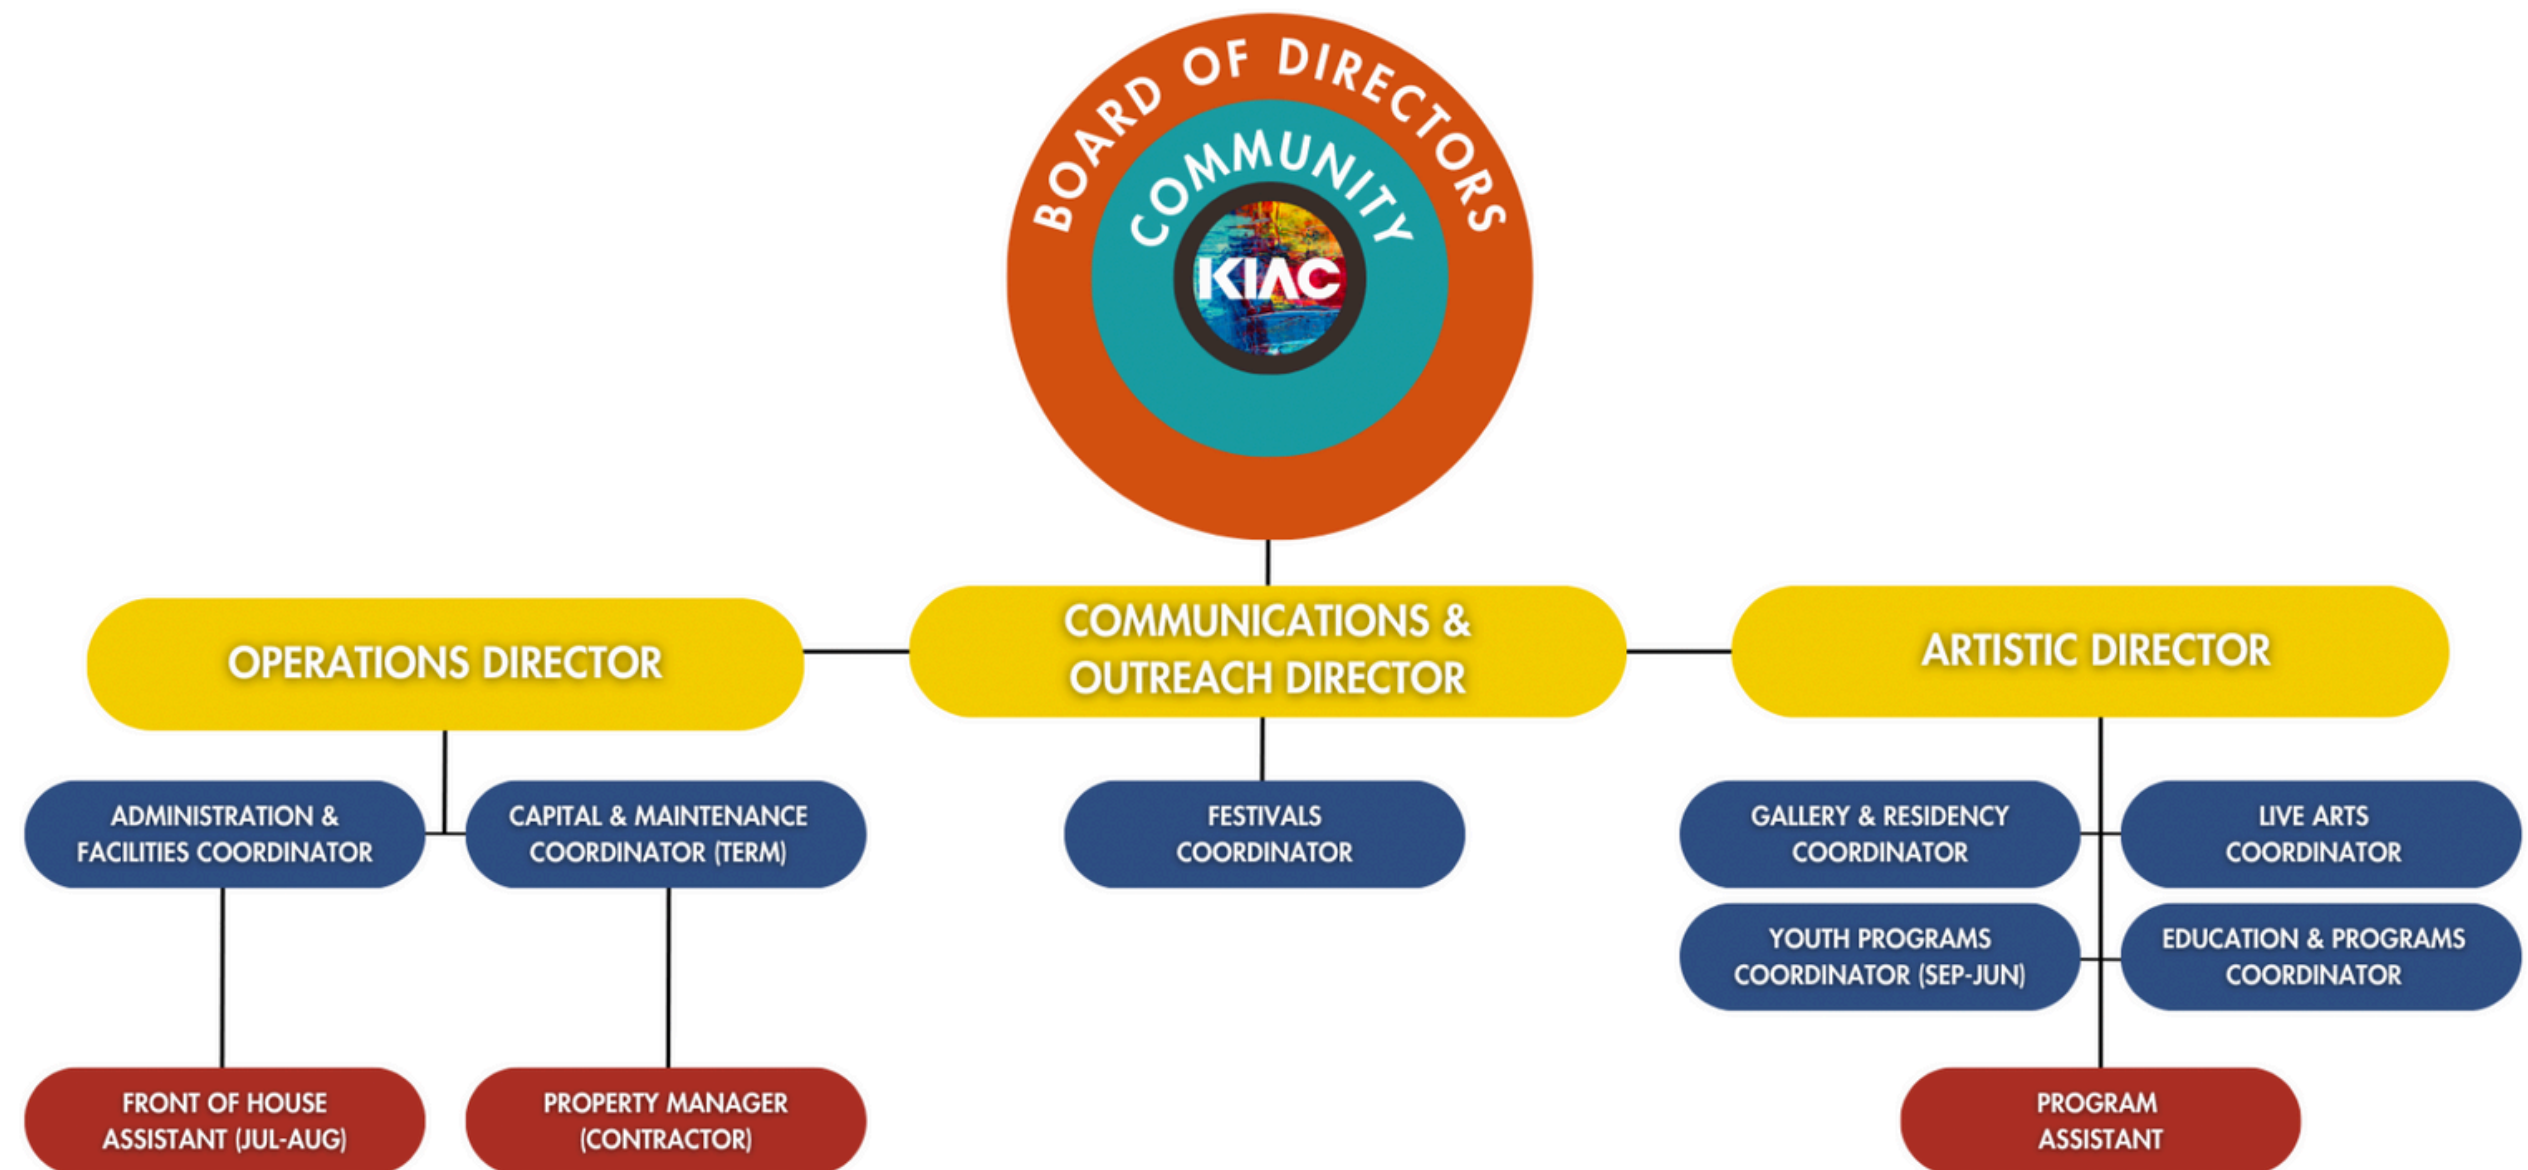 BOARD OF DIRECTORS
COMMUNITY
KIAC
OPERATIONS DIRECTOR
COMMUNICATIONS &
OUTREACH DIRECTOR
ARTISTIC DIRECTOR
ADMINISTRATION &
FACILITIES COORDINATOR
CAPITAL & MAINTENANCE
COORDINATOR (TERM)
FESTIVALS
COORDINATOR
GALLERY & RESIDENCY
COORDINATOR
LIVE ARTS
COORDINATOR
YOUTH PROGRAMS
COORDINATOR (SEP-JUN)
EDUCATION & PROGRAMS
COORDINATOR
FRONT OF HOUSE
ASSISTANT (JUL-AUG)
PROPERTY MANAGER
(CONTRACTOR)
PROGRAM
ASSISTANT